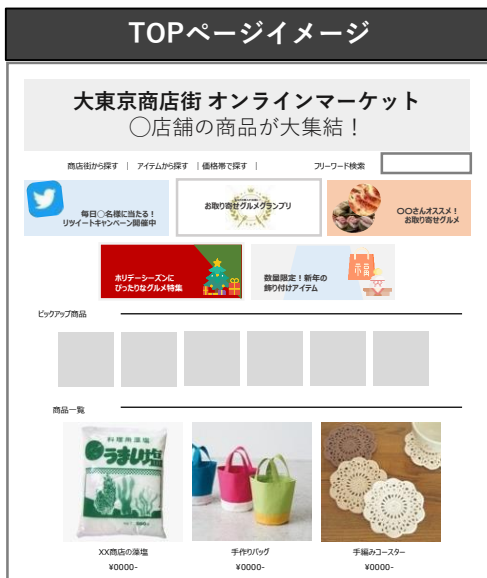 TOPページイメージ
大東京商店街 オンラインマーケット
◯店舗の商品が大集結！
商店街から探す | アイテムから探す | 価格帯で探す | フリーワード検索
毎日◯名様に当たる！
リツイートキャンペーン開催中
お取り寄せグルメグランプリ
○○さんオススメ！
お取り寄せグルメ
ホリデーシーズンに
ぴったりなグルメ特集
数量限定！新年の
飾り付けアイテム
福
ピックアップ商品
商品一覧
料理用藻塩
うまい塩
XX商店の藻塩
手作りバッグ
手編みコースター
¥0000-
¥0000-
¥0000-